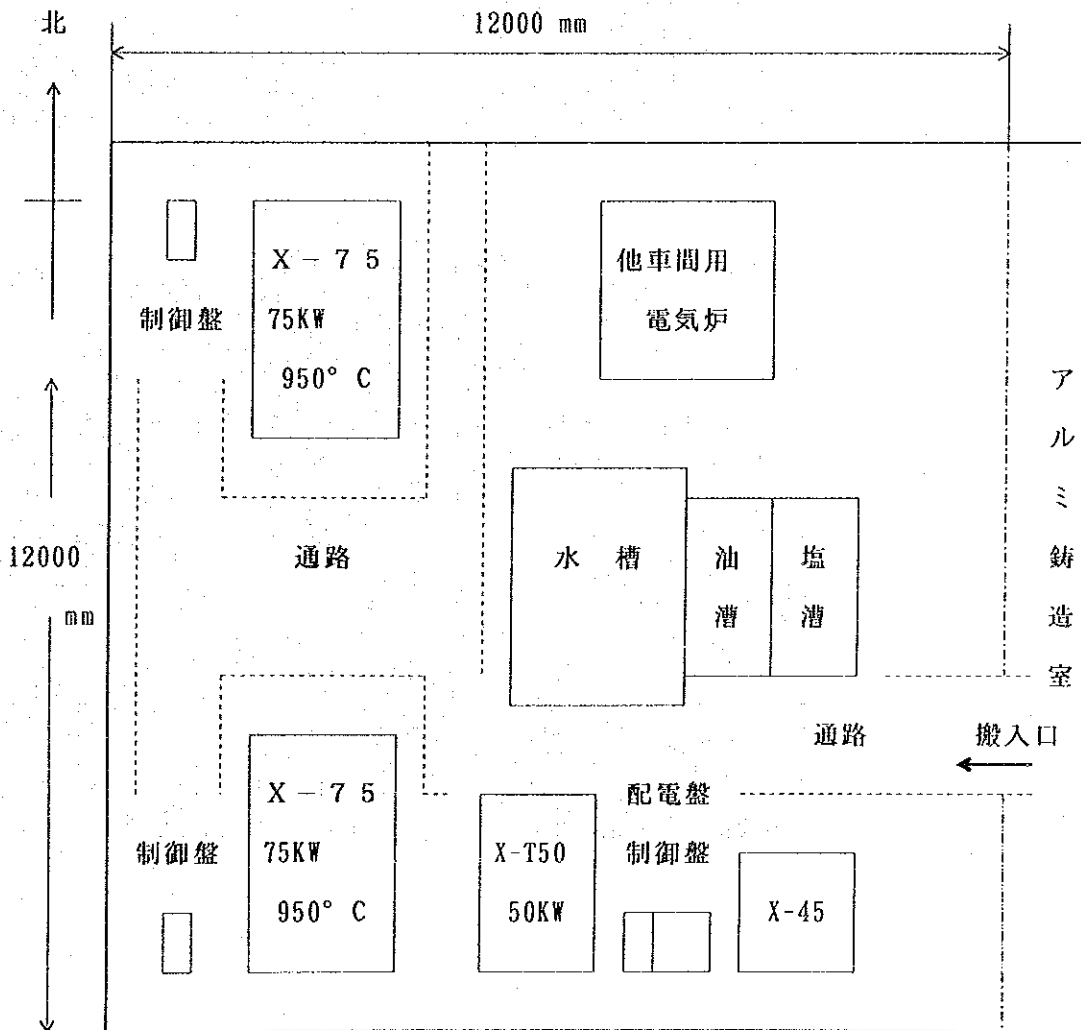 北
12000 mm
X-75
制御盤
75KW
950°C
他車間用
電気炉
アルミ鋳造室
12000
mm
通路
水槽
油漕
塩漕
通路
搬入口
X-75
制御盤
75KW
950°C
X-T50
50KW
配電盤
制御盤
X-45